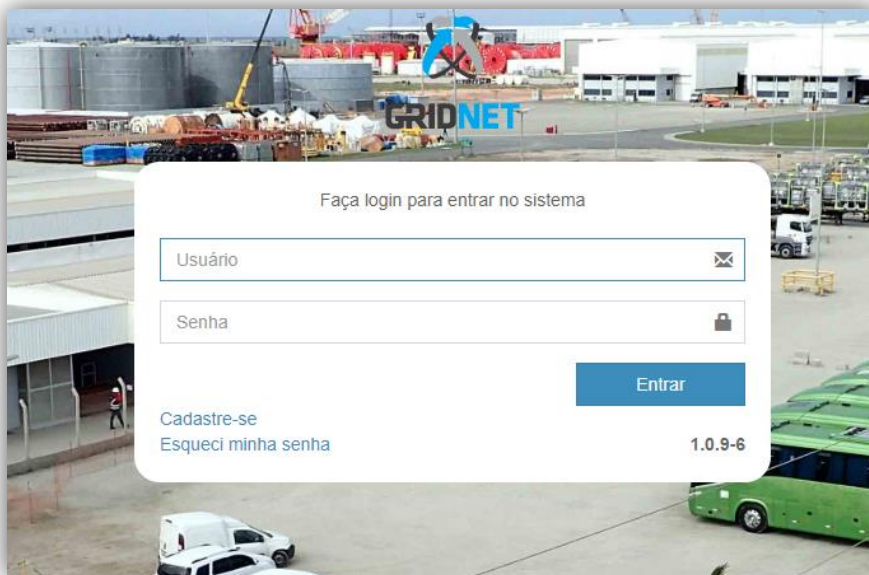 GRIDNET
Faça login para entrar no sistema
Usuário
Senha
Entrar
Cadastre-se
Esqueci minha senha
1.0.9-6